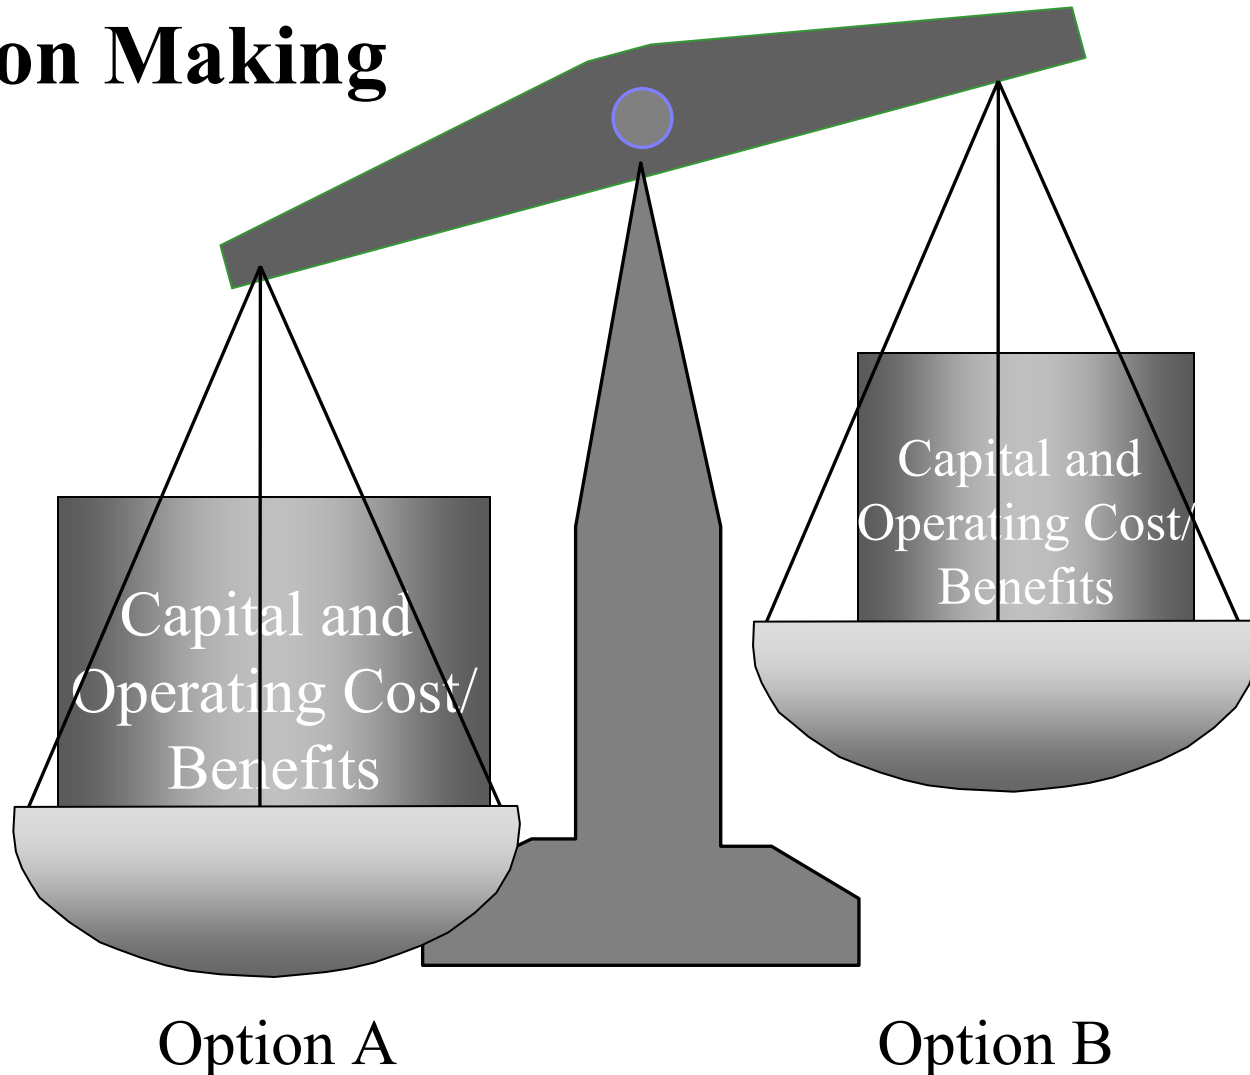 on Making
Capital and
Operating Cost/
Benefits
Capital and
Operating Cost/
Benefits
Option A
Option B